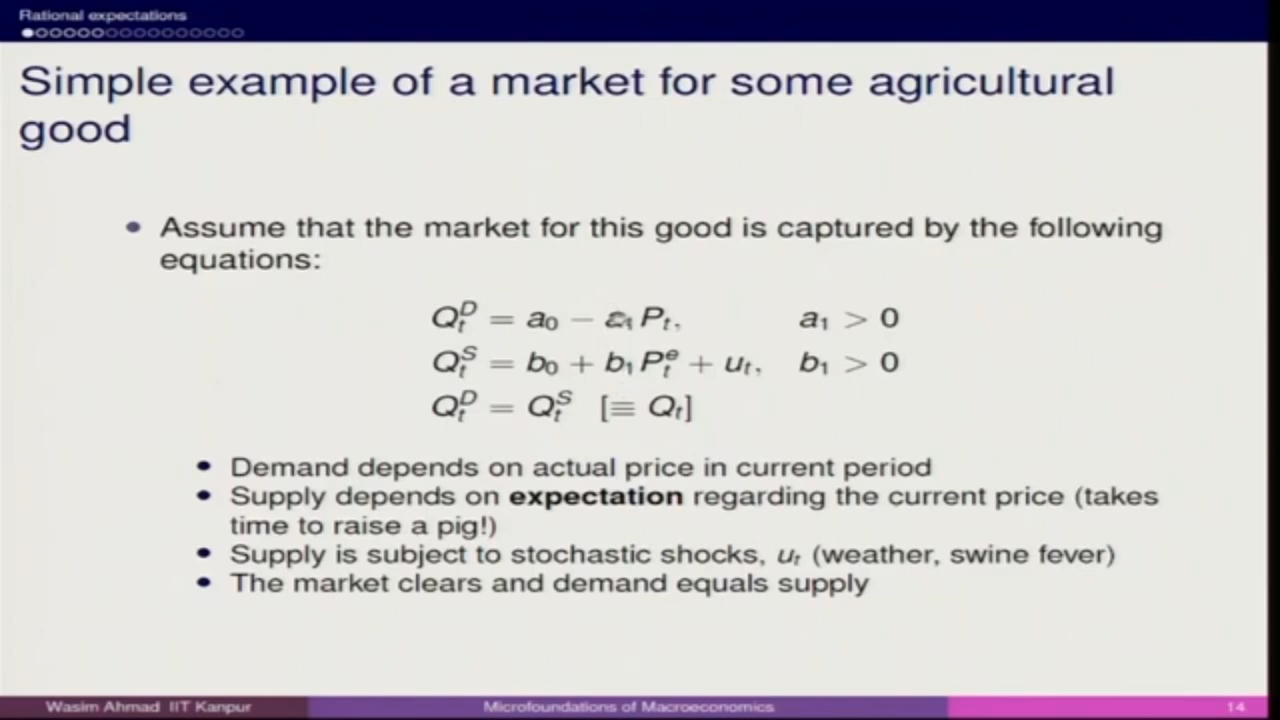 Rational expectations
Simple example of a market for some agricultural
good
• Assume that the market for this good is captured by the following
equations:
Q_t^D = a_0 − a_1 P_t, a_1 > 0
Q_t^S = b_0 + b_1 P_t^e + u_t, b_1 > 0
Q_t^D = Q_t^S [≡ Q_t]
• Demand depends on actual price in current period
• Supply depends on expectation regarding the current price (takes
time to raise a pig!)
• Supply is subject to stochastic shocks, u_t (weather, swine fever)
• The market clears and demand equals supply
Wasim Ahmad IIT Kanpur
Microfoundations of Macroeconomics
14